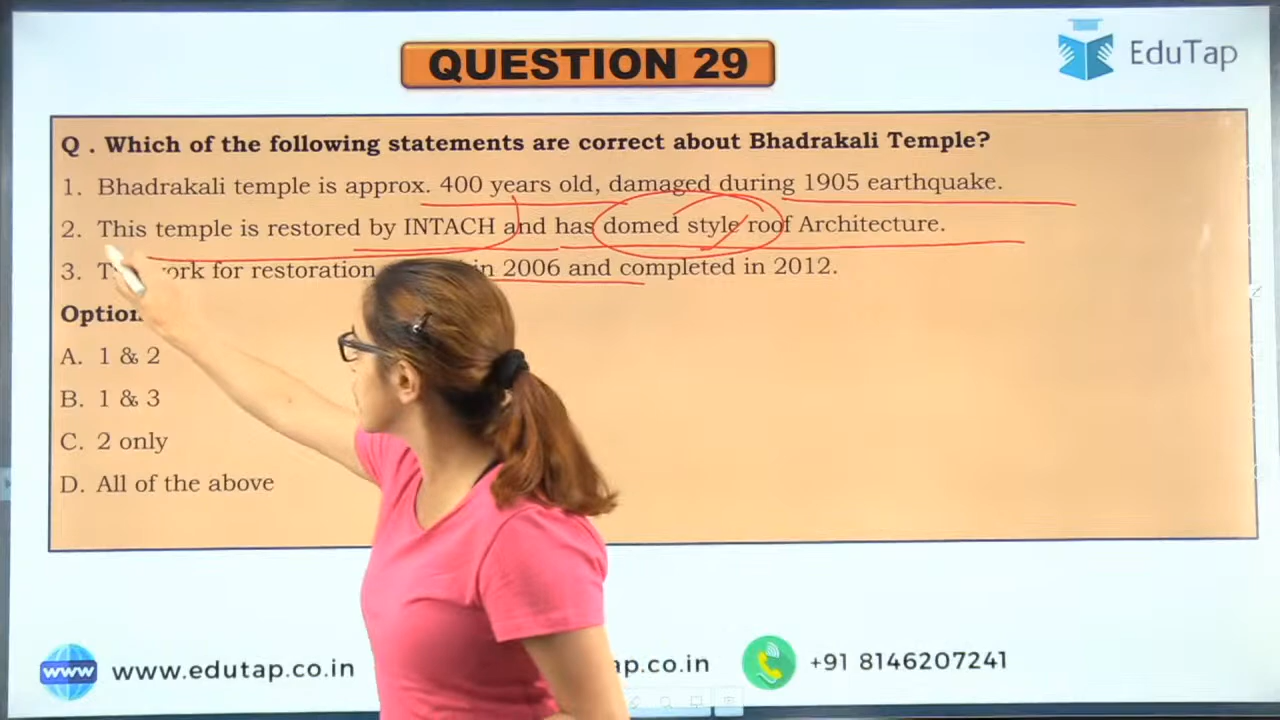 QUESTION 29
EduTap
Q . Which of the following statements are correct about Bhadrakali Temple?
1. Bhadrakali temple is approx. 400 years old, damaged during 1905 earthquake.
2. This temple is restored by INTACH and has domed style roof Architecture.
3. for restoration in 2006 and completed in 2012.
A. 1 & 2
B. 1 & 3
C. 2 only
D. All of the above
www www.edutap.co.in
.co.in
+91 8146207241